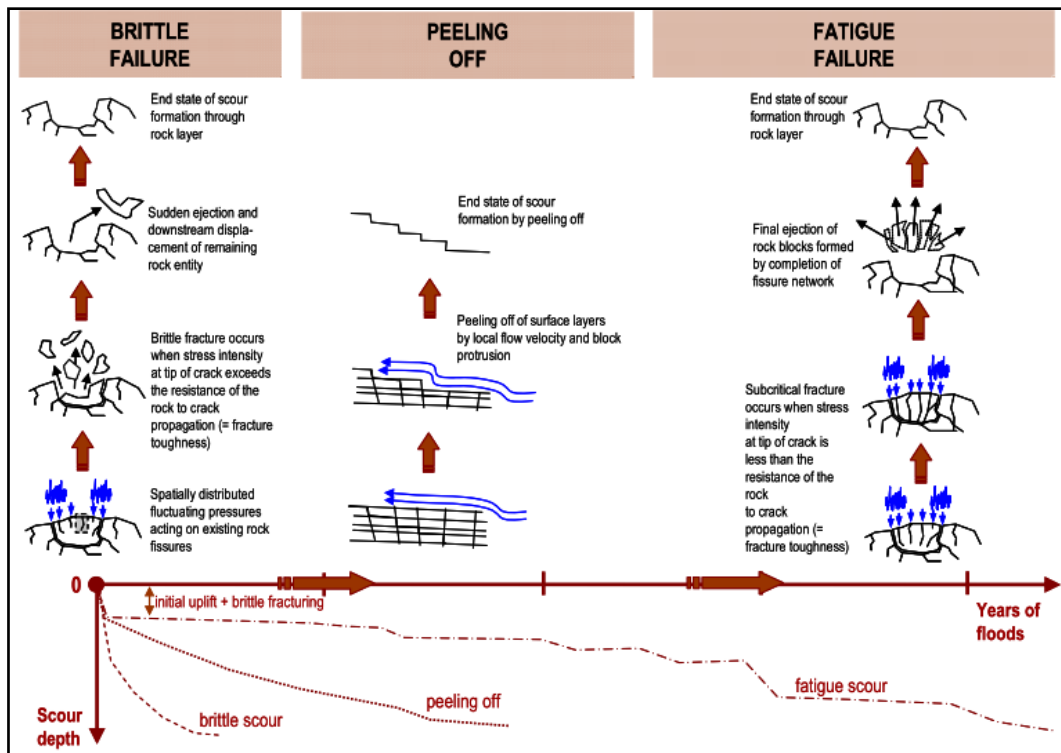 BRITTLE
FAILURE
PEELING
OFF
FATIGUE
FAILURE
End state of scour
formation through
rock layer
Sudden ejection and
downstream displa-
cement of remaining
rock entity
Brittle fracture occurs
when stress intensity
at tip of crack exceeds
the resistance of the
rock to crack
propagation (= fracture
toughness)
Spatially distributed
fluctuating pressures
acting on existing rock
fissures
End state of scour
formation by peeling off
Peeling off of surface layers
by local flow velocity and block
protrusion
End state of scour
formation through
rock layer
Final ejection of
rock blocks formed
by completion of
fissure network
Subcritical fracture
occurs when stress
intensity
at tip of crack is
less than the
resistance of the
rock
to crack
propagation (=
fracture toughness)
0
initial uplift + brittle fracturing
Years of
floods
Scour
depth
brittle scour
peeling off
fatigue scour